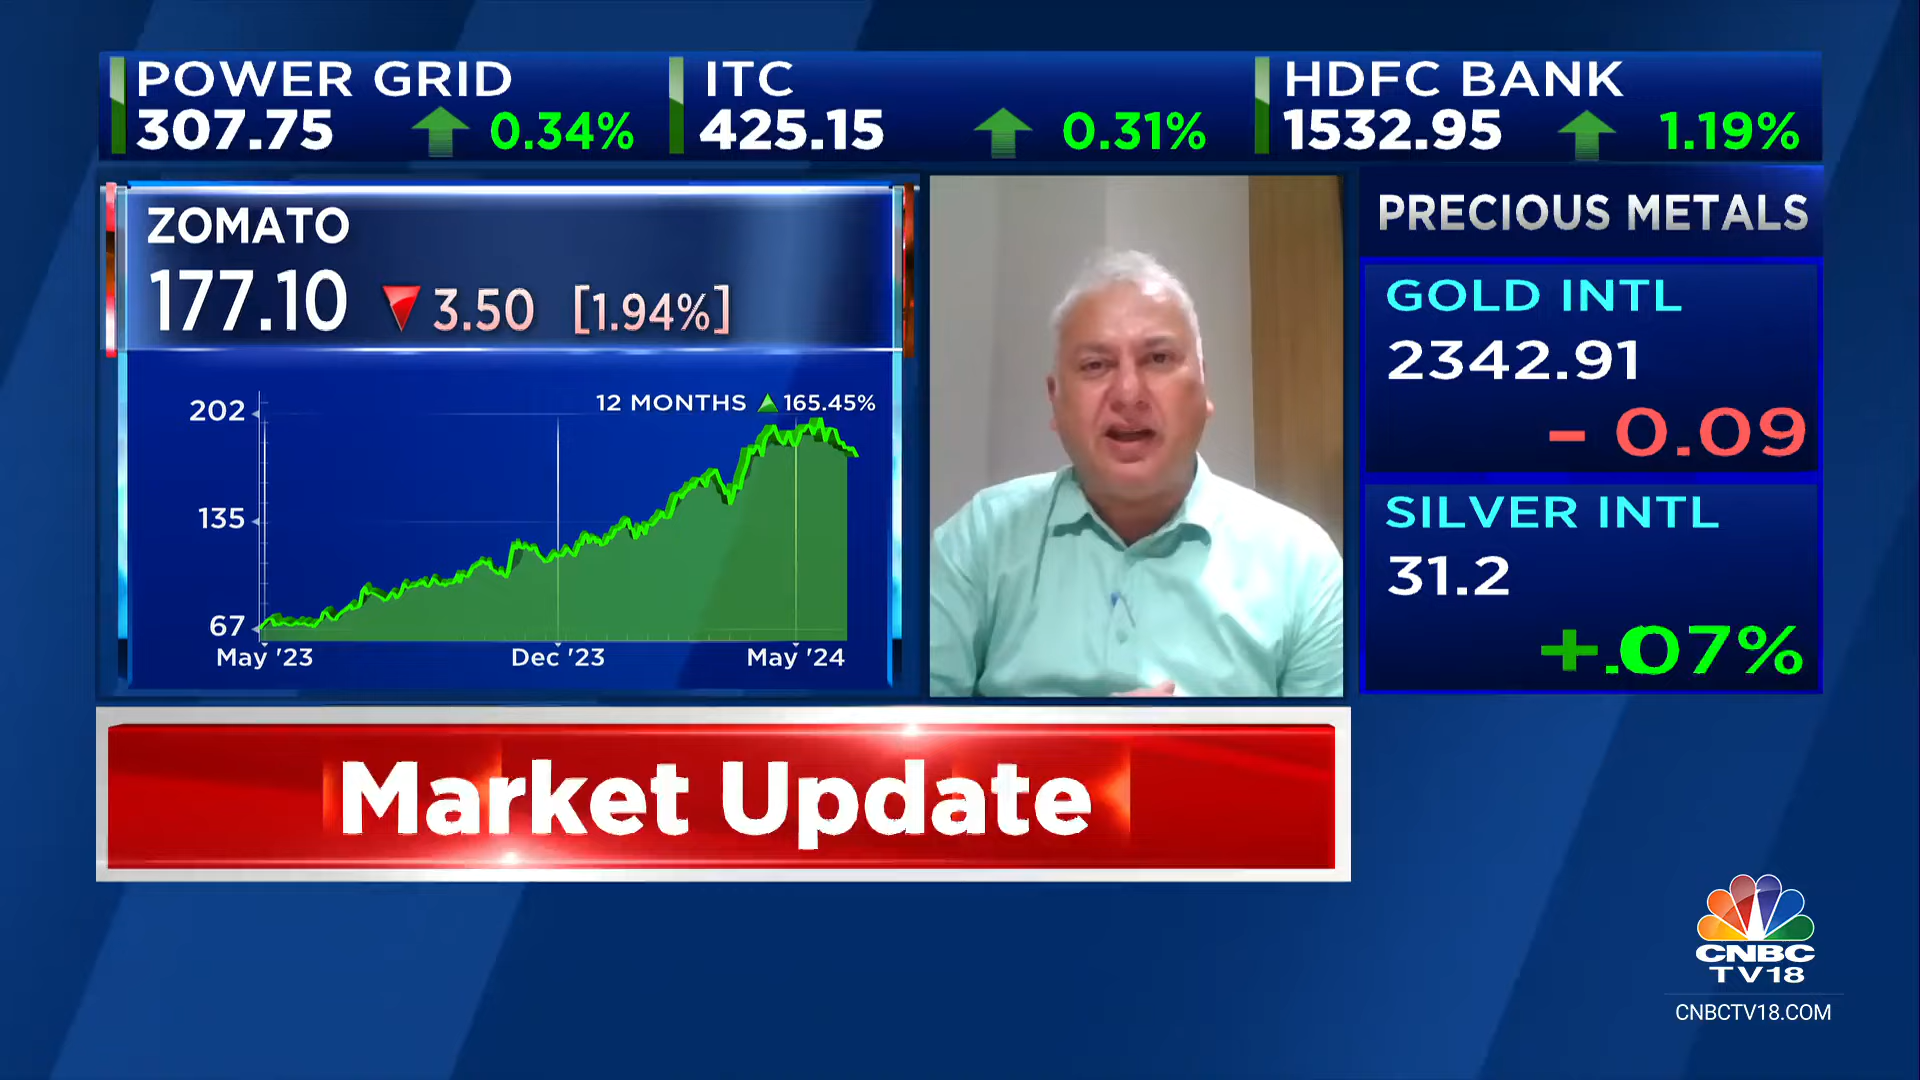 POWER GRID
307.75 0.34%
ITC
425.15 0.31%
HDFC BANK
1532.95 1.19%
ZOMATO
177.10 3.50 [1.94%]
12 MONTHS 165.45%
202
135
67
May '23 Dec '23 May '24
PRECIOUS METALS
GOLD INTL
2342.91
- 0.09
SILVER INTL
31.2
+.07%
Market Update
CNBC
TV18
CNBCTV18.COM